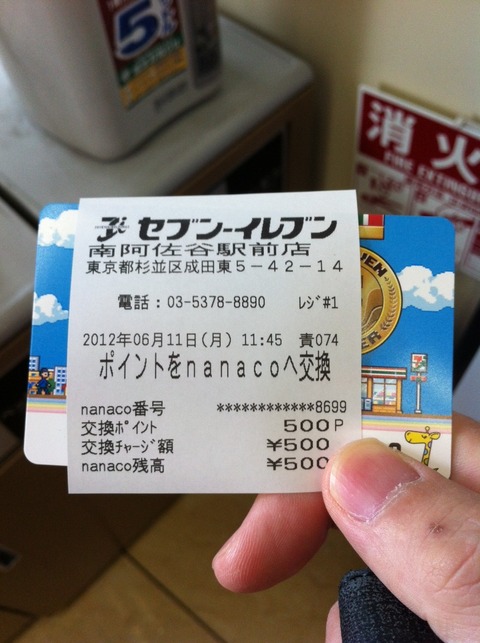 5
消火
FIRE EXTING
セブン-イレブン
南阿佐谷駅前店
東京都杉並区成田東5-42-14
電話:03-5378-8890 レジ#1
2012年06月11日(月) 11:45 責074
ポイントをnanacoへ交換
nanaco番号 ************8699
交換ポイント 500P
交換チャージ額 ¥500
nanaco残高 ¥500